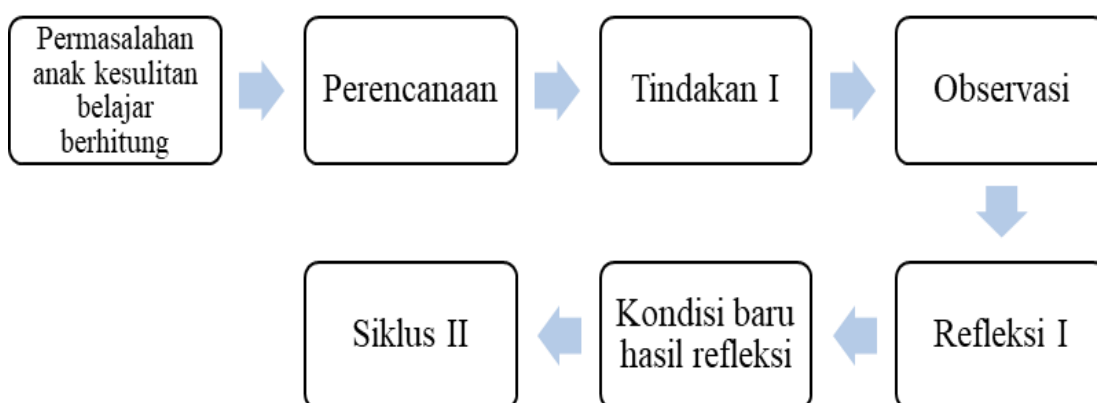 Permasalahan
anak kesulitan
belajar
berhitung
Perencanaan
Tindakan I
Observasi
Refleksi I
Kondisi baru
hasil refleksi
Siklus II